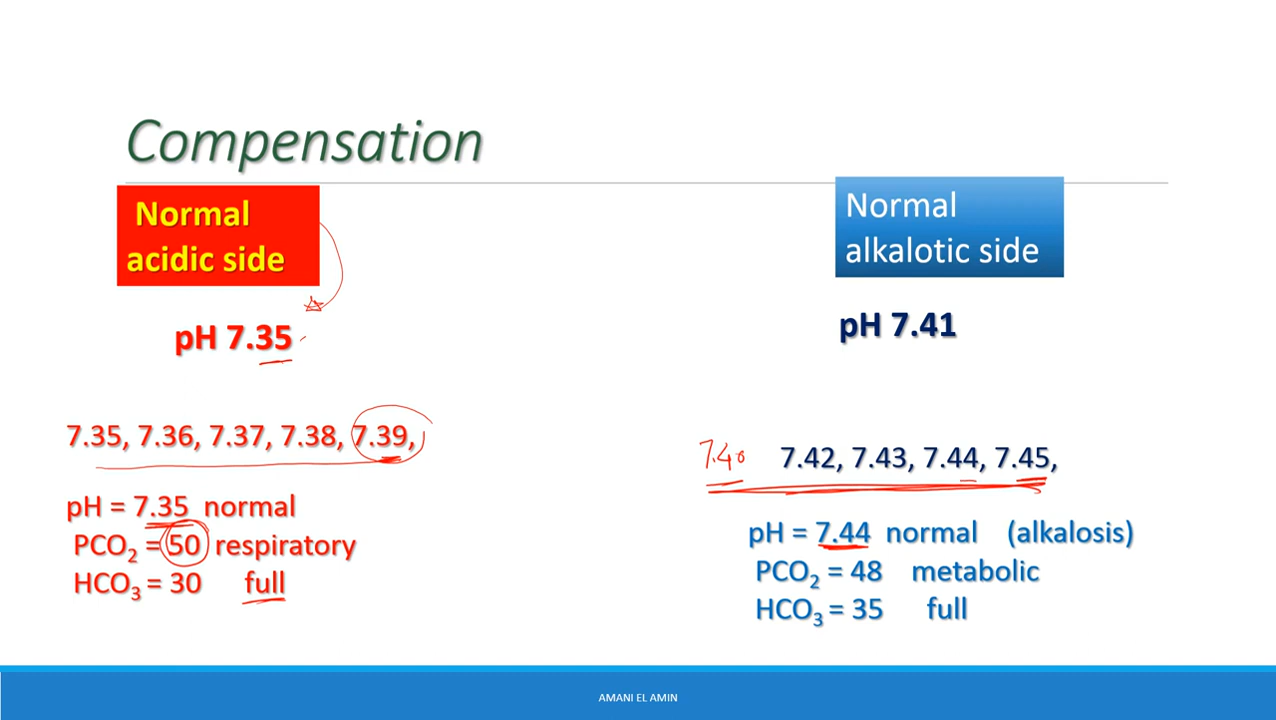 Compensation
Normal
acidic side
pH 7.35
7.35, 7.36, 7.37, 7.38, 7.39,
pH = 7.35 normal
PCO₂ = 50 respiratory
HCO₃ = 30 full
Normal
alkalotic side
pH 7.41
7.40 7.42, 7.43, 7.44, 7.45,
pH = 7.44 normal (alkalosis)
PCO₂ = 48 metabolic
HCO₃ = 35 full
AMANI EL AMIN